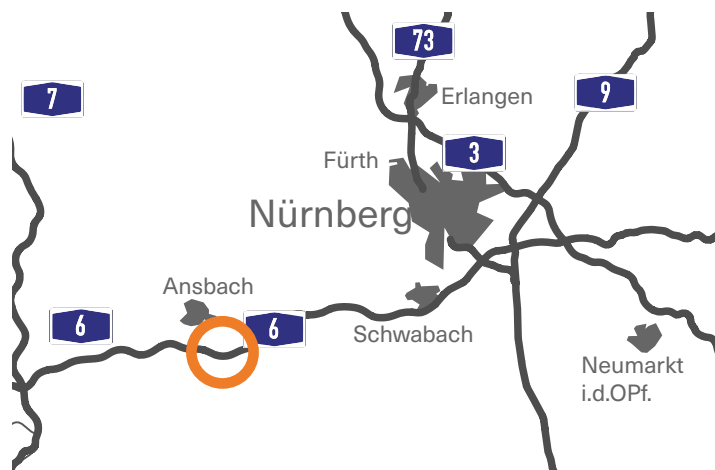 73
7
9
Erlangen
3
Fürth
Nürnberg
Ansbach
6
6
Schwabach
Neumarkt
i.d.OPf.